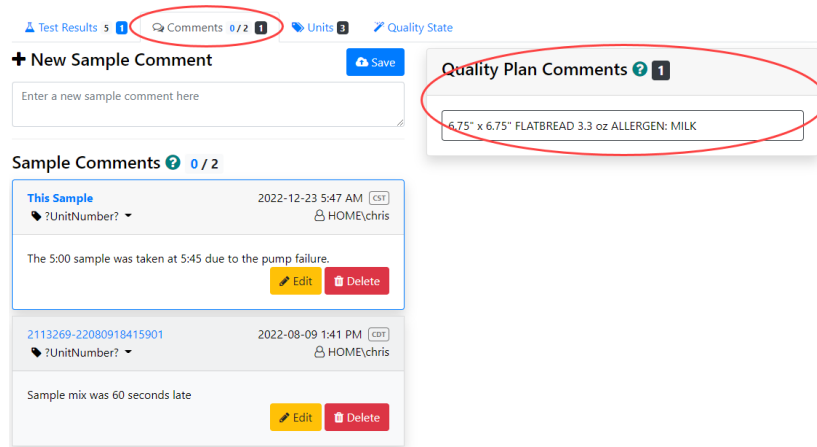 Test Results 5 1 Comments 0 / 2 1 Units 3 Quality State
New Sample Comment Save
Enter a new sample comment here
Sample Comments ? 0 / 2
This Sample 2022-12-23 5:47 AM CST
?UnitNumber? HOME\chris
The 5:00 sample was taken at 5:45 due to the pump failure.
Edit Delete
2113269-22080918415901 2022-08-09 1:41 PM CDT
?UnitNumber? HOME\chris
Sample mix was 60 seconds late
Edit Delete
Quality Plan Comments ? 1
6.75" x 6.75" FLATBREAD 3.3 oz ALLERGEN: MILK